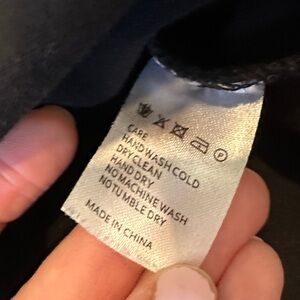 CARE
HAND WASH COLD
DRY CLEAN
HAND DRY
NO MACHINE WASH
NO TUMBLE DRY
MADE IN CHINA